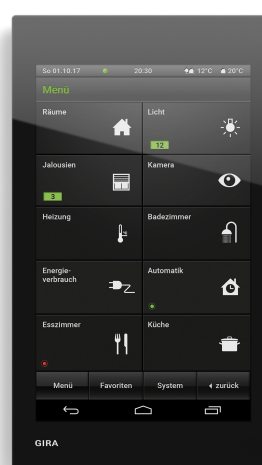 So 01.10.17 20:30 12°C 20°C
Menü
Räume Licht
12
Jalousien Kamera
3
Heizung Badezimmer
Energie- Automatik
verbrauch
Esszimmer Küche
Menü Favoriten System zurück
GIRA